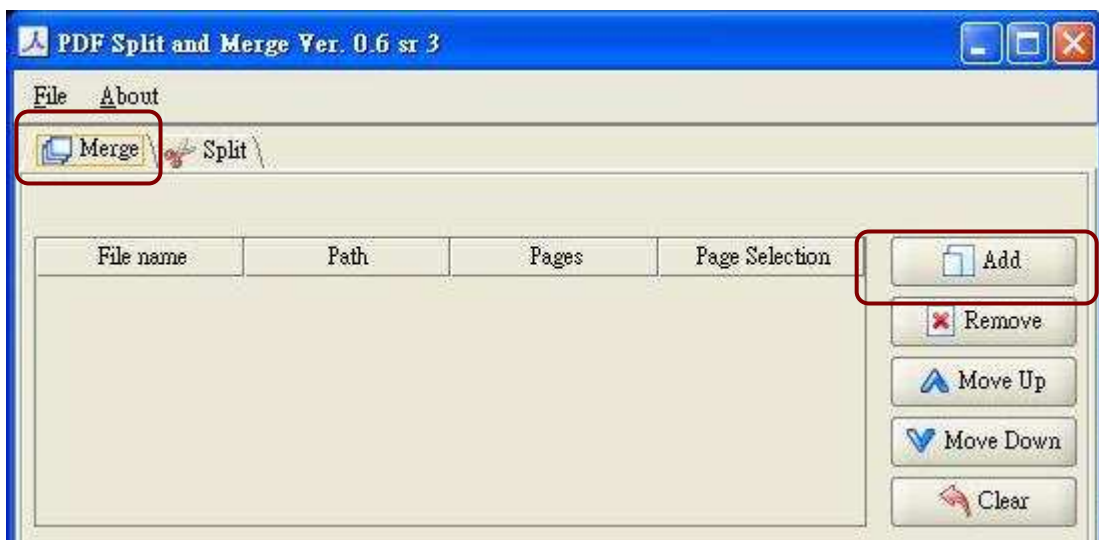 PDF Split and Merge Ver. 0.6 sr 3
File About
Merge Split
File name Path Pages Page Selection Add
Remove
Move Up
Move Down
Clear